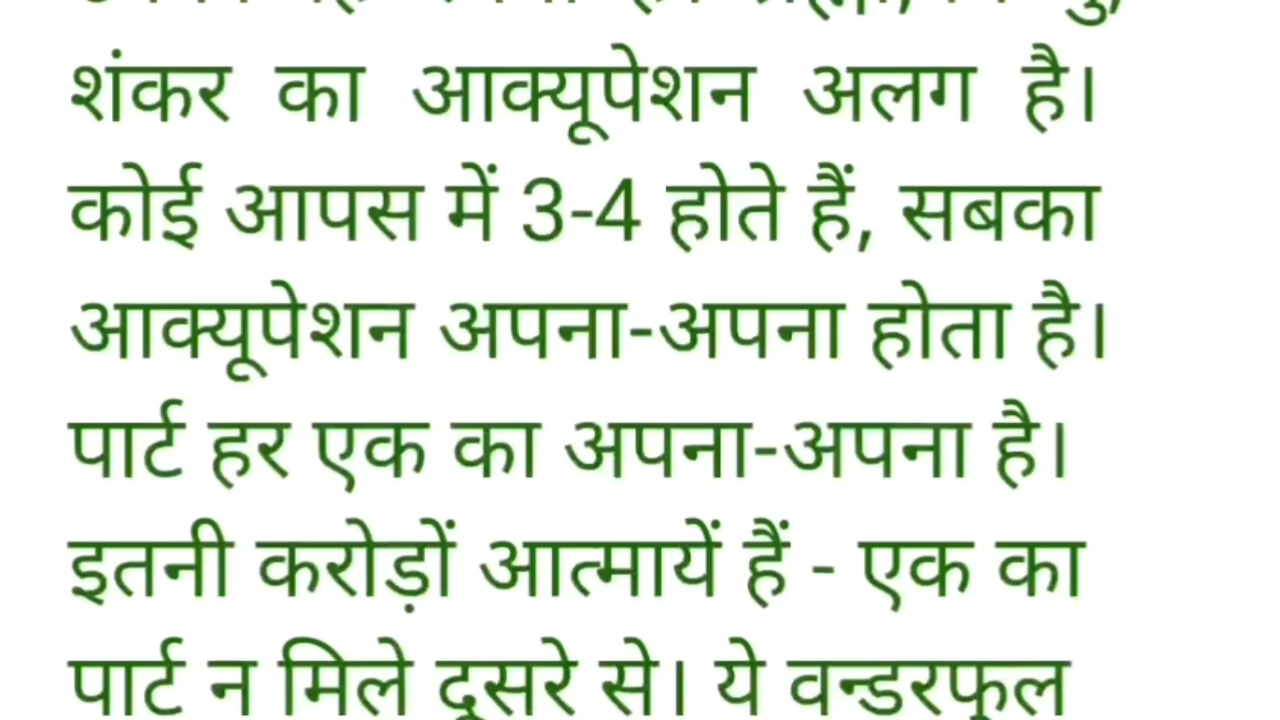 शंकर का आक्यूपेशन अलग है।
कोई आपस में 3-4 होते हैं, सबका
आक्यूपेशन अपना-अपना होता है।
पार्ट हर एक का अपना-अपना है।
इतनी करोड़ों आत्मायें हैं - एक का
पार्ट न मिले दूसरे से। ये वन्डरफुल